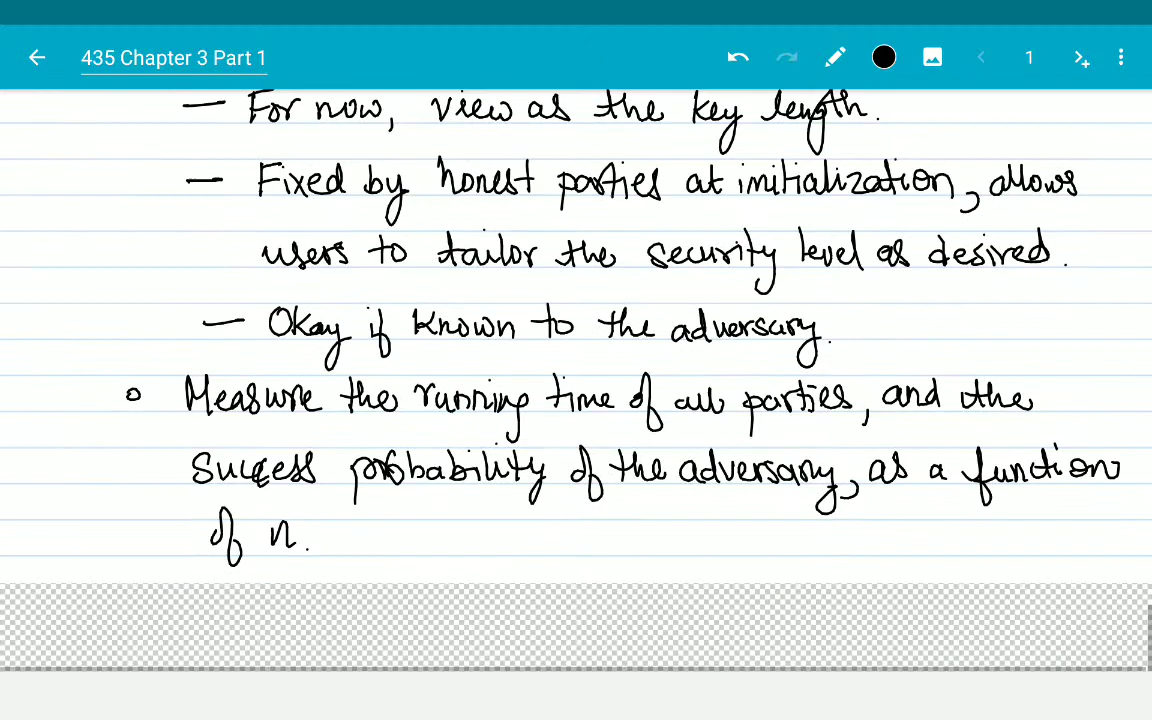 435 Chapter 3 Part 1
1
— For now, view as the key length.
— Fixed by honest parties at initialization, allows
users to tailor the security level as desired.
— Okay if known to the adversary.
o Measure the running time of all parties, and the
success probability of the adversary, as a function
of n.